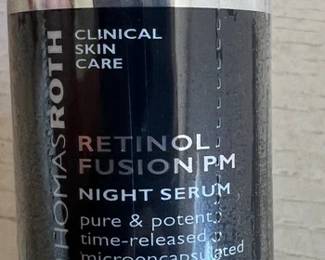 THOMASROTH
CLINICAL
SKIN
CARE
RETINOL
FUSION PM
NIGHT SERUM
pure & potent,
time-released
microencapsulated